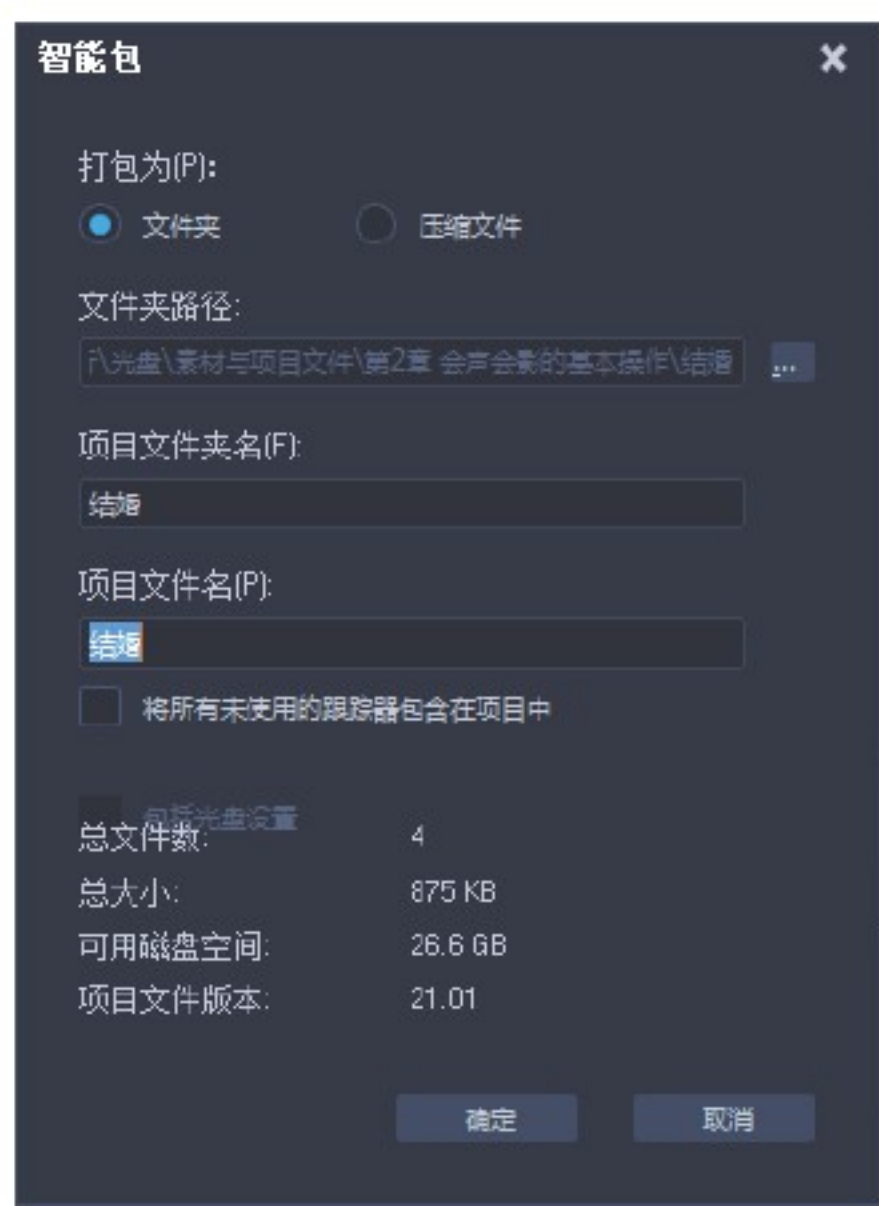 智能包
打包为(P):
文件夹 压缩文件
文件夹路径:
\光盘\素材与项目文件\第2章 会声会影的基本操作\结婚 ...
项目文件夹名(F):
结婚
项目文件名(P):
结婚
将所有未使用的跟踪器包含在项目中
包括光盘设置
总文件数: 4
总大小: 875 KB
可用磁盘空间: 26.6 GB
项目文件版本: 21.01
确定 取消